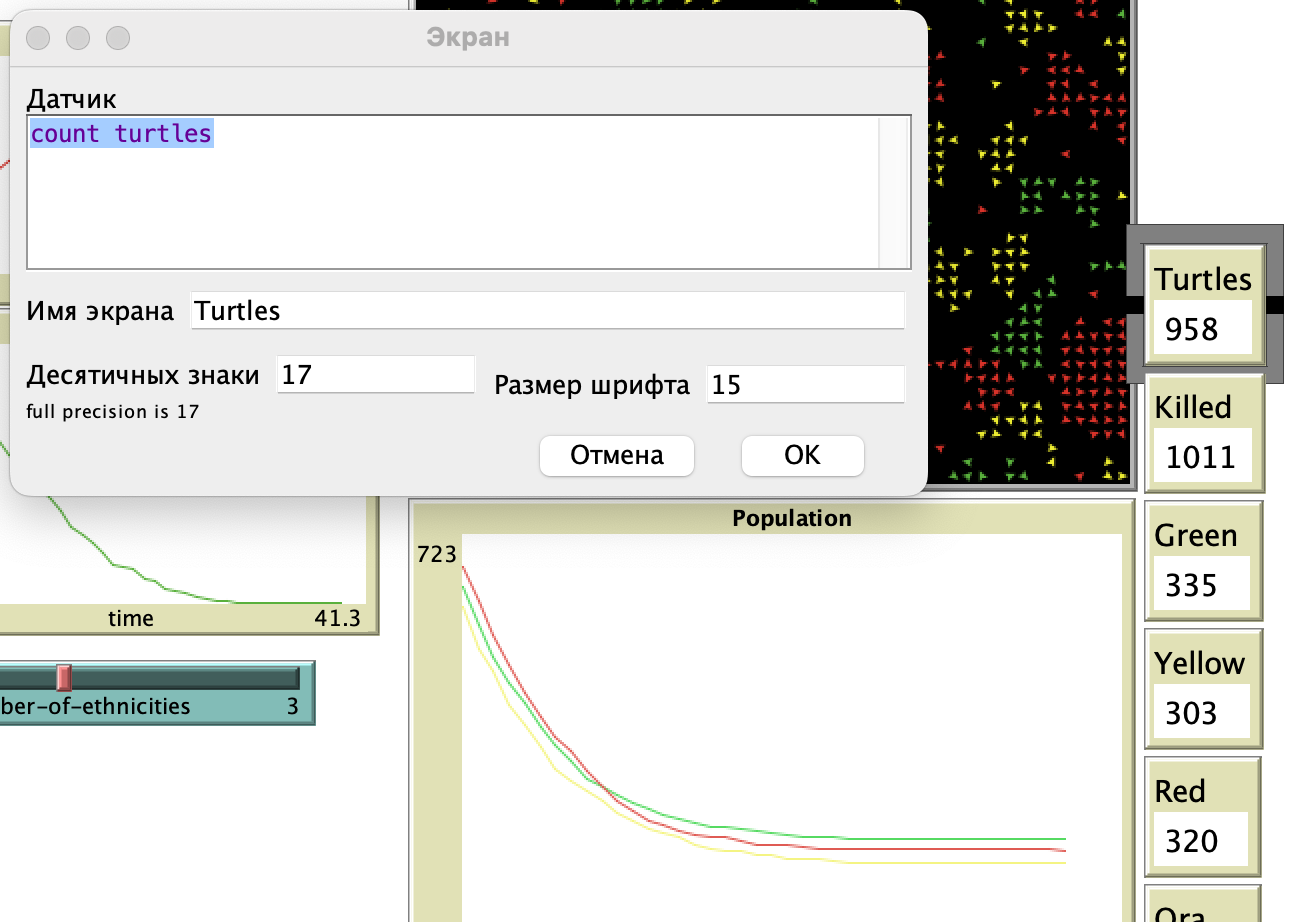 Экран
Датчик
count turtles
Имя экрана Turtles
Десятичных знаки 17
Размер шрифта 15
full precision is 17
Отмена
OK
Turtles
958
Killed
1011
Green
335
Yellow
303
Red
320
Population
723
time
41.3
ber-of-ethnicities
3